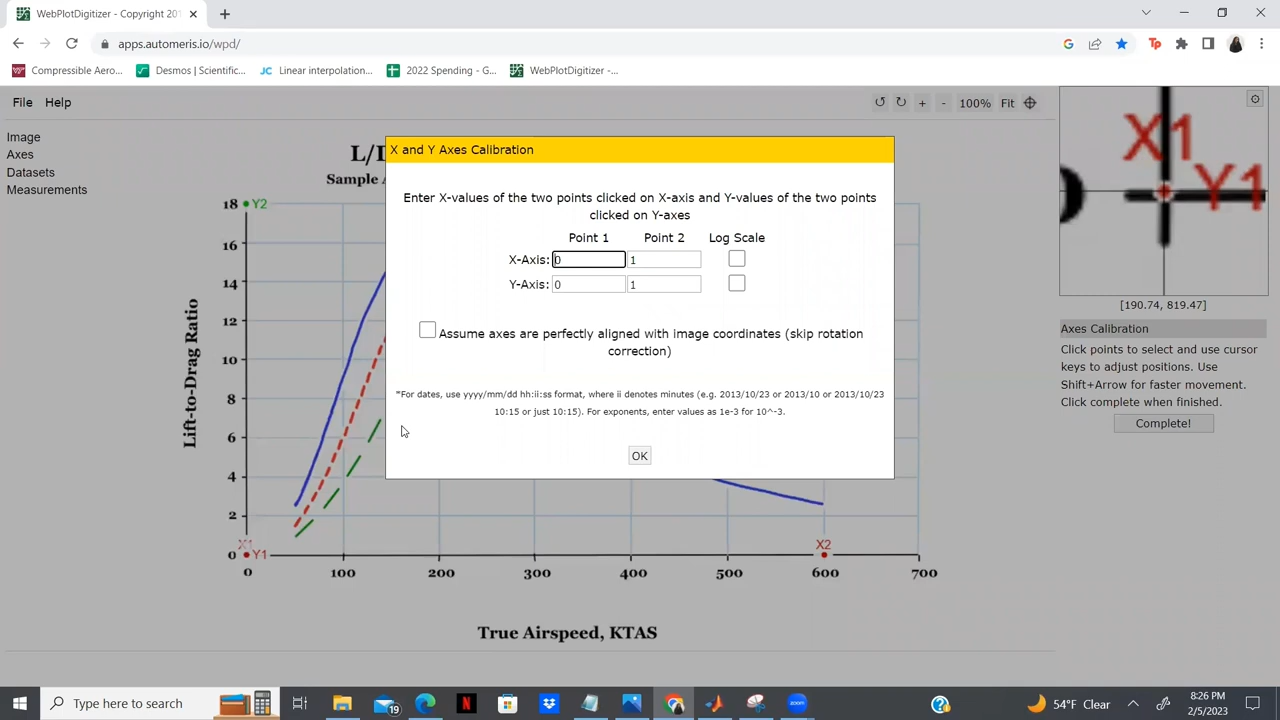 WebPlotDigitizer - Copyright 201
apps.automeris.io/wpd/
Compressible Aero...
Desmos | Scientific...
JC Linear interpolation...
2022 Spending - G...
WebPlotDigitizer -...
File Help
100% Fit
Image
Axes
Datasets
Measurements
L/D
Sample A
X and Y Axes Calibration
Enter X-values of the two points clicked on X-axis and Y-values of the two points
clicked on Y-axes
Point 1 Point 2 Log Scale
X-Axis: 0 1
Y-Axis: 0 1
Assume axes are perfectly aligned with image coordinates (skip rotation
correction)
*For dates, use yyyy/mm/dd hh:ii:ss format, where ii denotes minutes (e.g. 2013/10/23 or 2013/10 or 2013/10/23
10:15 or just 10:15). For exponents, enter values as 1e-3 for 10^-3.
OK
Lift-to-Drag Ratio
18 Y2
16
14
12
10
8
6
4
2
0 X1 Y1
X2
0 100 200 300 400 500 600 700
True Airspeed, KTAS
X1
Y1
[190.74, 819.47]
Axes Calibration
Click points to select and use cursor
keys to adjust positions. Use
Shift+Arrow for faster movement.
Click complete when finished.
Complete!
Type here to search
19
54°F Clear
8:26 PM
2/5/2023